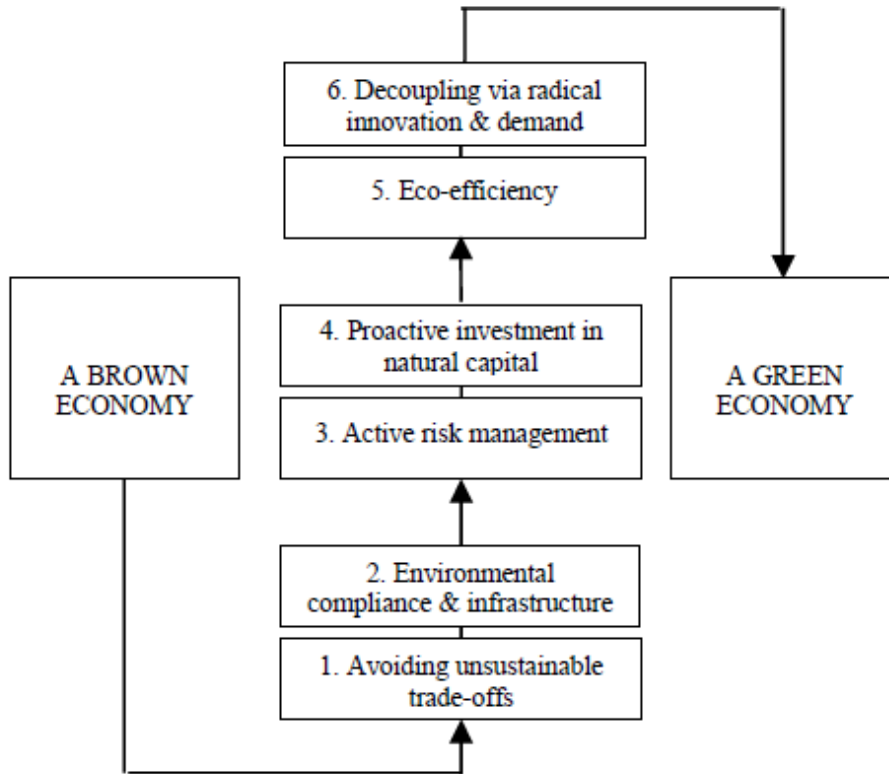 6. Decoupling via radical
innovation & demand
5. Eco-efficiency
4. Proactive investment in
natural capital
A BROWN
ECONOMY
A GREEN
ECONOMY
3. Active risk management
2. Environmental
compliance & infrastructure
1. Avoiding unsustainable
trade-offs